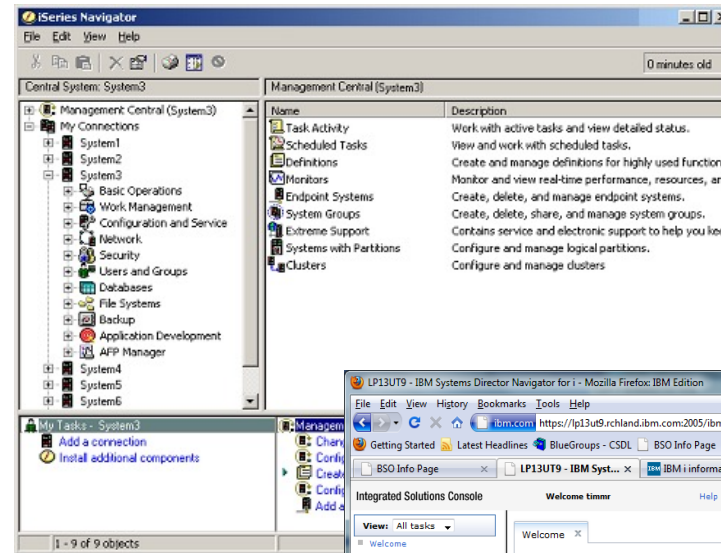 iSeries Navigator
File Edit View Help
0 minutes old
Central System: System3
Management Central (System3)
Management Central (System3)
My Connections
System1
System2
System3
Basic Operations
Work Management
Configuration and Service
Network
Security
Users and Groups
Databases
File Systems
Backup
Application Development
AFP Manager
System4
System5
System6
Name Description
Task Activity Work with active tasks and view detailed status.
Scheduled Tasks View and work with scheduled tasks.
Definitions Create and manage definitions for highly used function
Monitors Monitor and view real-time performance, resources, an
Endpoint Systems Create, delete, and manage endpoint systems.
System Groups Create, delete, share, and manage system groups.
Extreme Support Contains service and electronic support to help you kee
Systems with Partitions Configure and manage logical partitions.
Clusters Configure and manage clusters
My Tasks - System3
Add a connection
Install additional components
Managem
Chang
Config
Create
Config
Add a
1 - 9 of 9 objects
LP13UT9 - IBM Systems Director Navigator for i - Mozilla Firefox: IBM Edition
File Edit View History Bookmarks Tools Help
ibm.com https://lp13ut9.rchland.ibm.com:2005/ibm
Getting Started Latest Headlines BlueGroups - CSDL BSO Info Page
BSO Info Page LP13UT9 - IBM Syst... IBM IBM i informa
Integrated Solutions Console Welcome timmr Help
View: All tasks
Welcome
Welcome